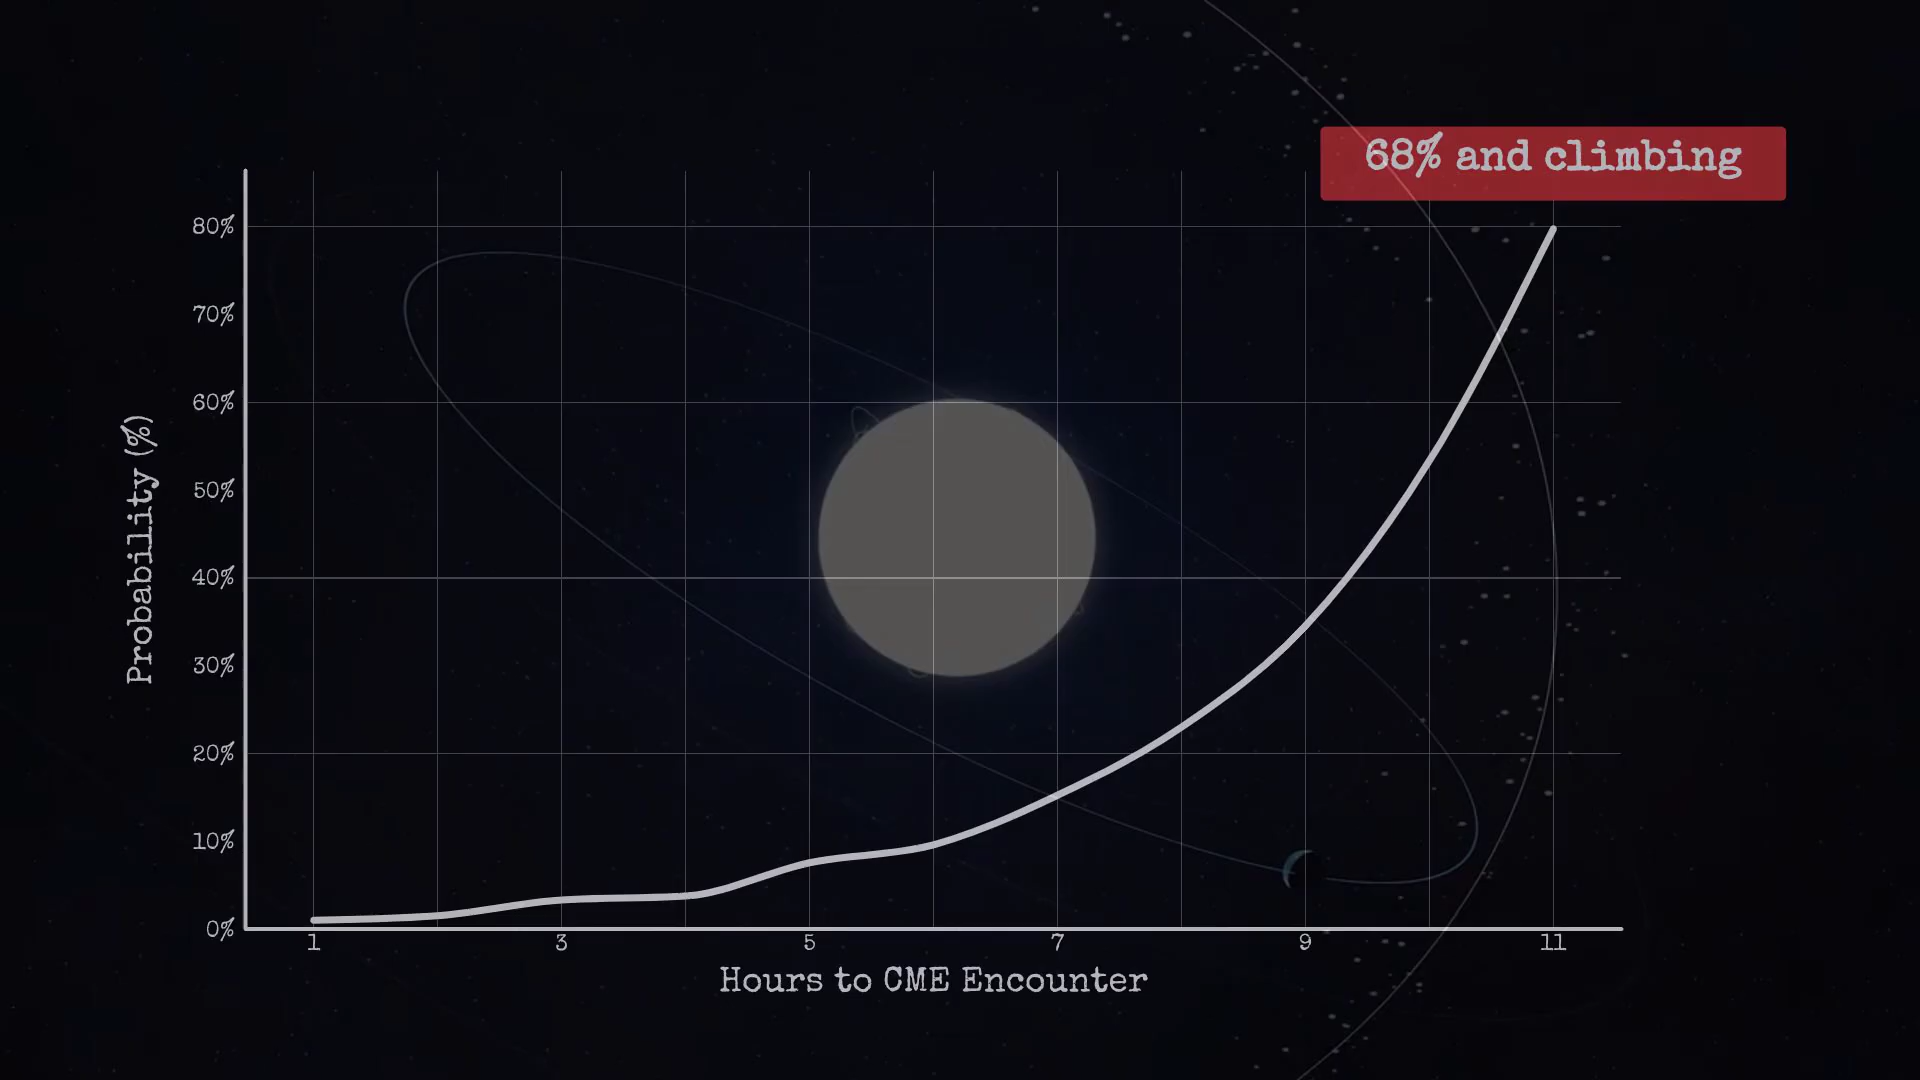 68% and climbing
80%
70%
60%
50%
40%
30%
20%
10%
0%
Probability (%)
1 3 5 7 9 11
Hours to CME Encounter